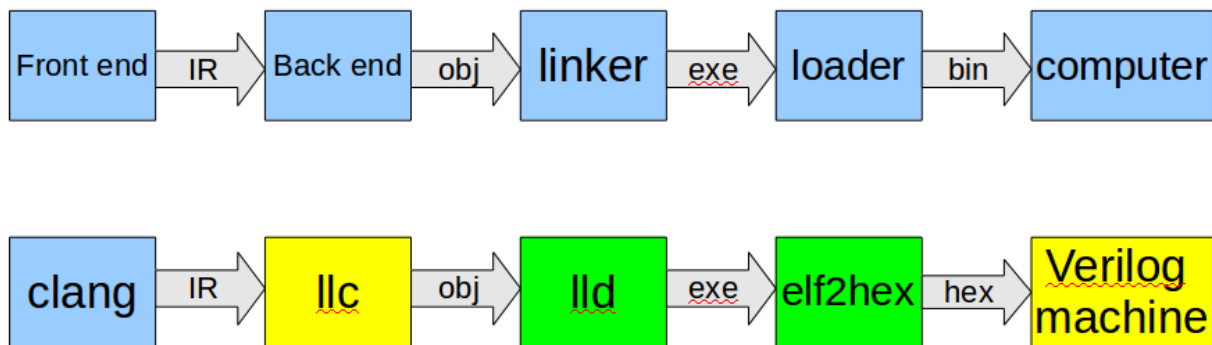 Front end IR Back end obj linker exe loader bin computer
clang IR llc obj lld exe elf2hex hex Verilog
machine